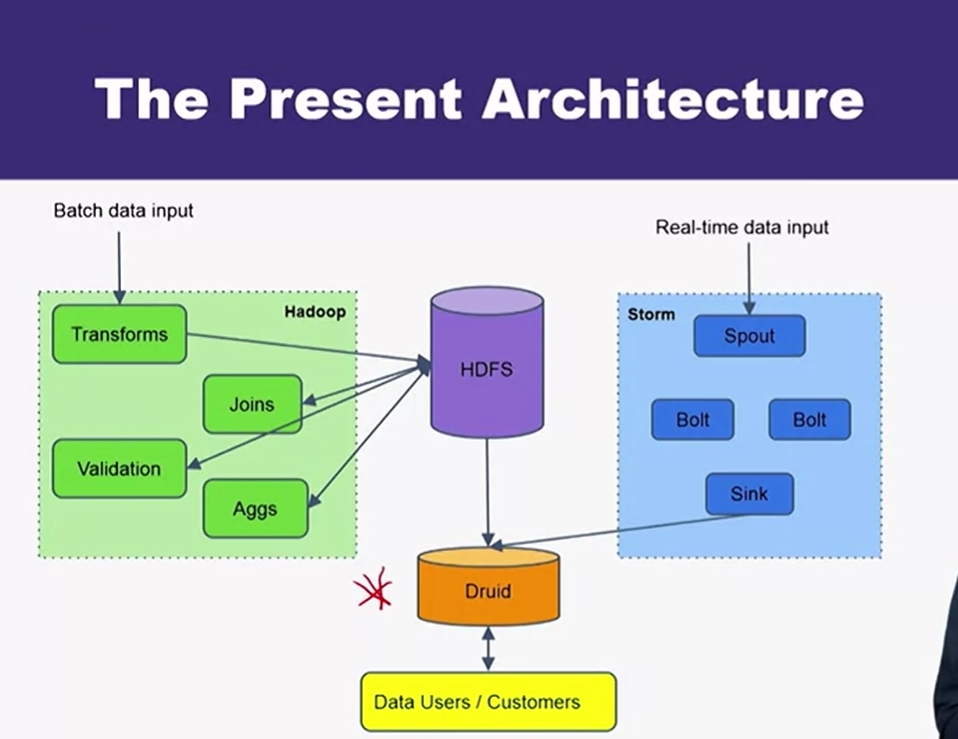 The Present Architecture
Batch data input
Real-time data input
Hadoop
Transforms
Joins
Validation
Aggs
HDFS
Storm
Spout
Bolt
Bolt
Sink
Druid
Data Users / Customers